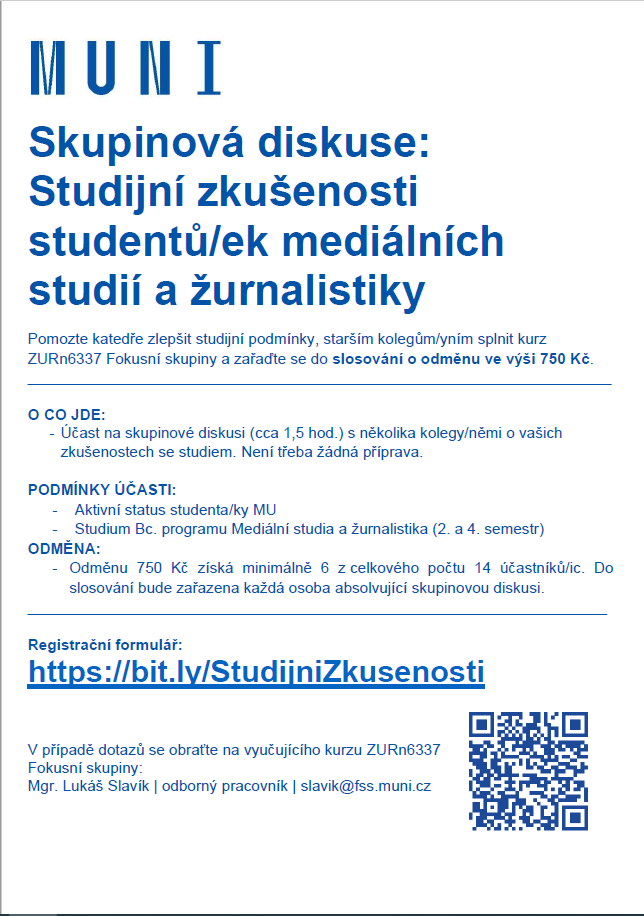 MUNI
Skupinová diskuse:
Studijní zkušenosti
studentů/ek mediálních
studií a žurnalistiky
Pomozte katedře zlepšit studijní podmínky, starším kolegům/yním splnit kurz
ZURn6337 Fokusní skupiny a zařaďte se do slosování o odměnu ve výši 750 Kč.
O CO JDE:
- Účast na skupinové diskusi (cca 1,5 hod.) s několika kolegy/němi o vašich
zkušenostech se studiem. Není třeba žádná příprava.
PODMÍNKY ÚČASTI:
- Aktivní status studenta/ky MU
- Studium Bc. programu Mediální studia a žurnalistika (2. a 4. semestr)
ODMĚNA:
- Odměnu 750 Kč získá minimálně 6 z celkového počtu 14 účastníků/ic. Do
slosování bude zařazena každá osoba absolvující skupinovou diskusi.
Registrační formulář:
https://bit.ly/StudijniZkusenosti
V případě dotazů se obraťte na vyučujícího kurzu ZURn6337
Fokusní skupiny:
Mgr. Lukáš Slavík | odborný pracovník | slavik@fss.muni.cz